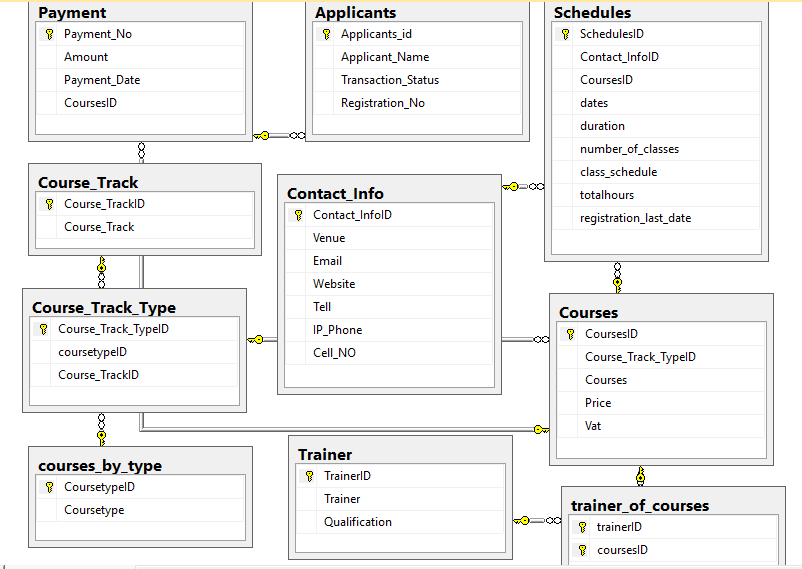 Payment
Payment_No
Amount
Payment_Date
CoursesID
Applicants
Applicants_id
Applicant_Name
Transaction_Status
Registration_No
Schedules
SchedulesID
Contact_InfoID
CoursesID
dates
duration
number_of_classes
class_schedule
totalhours
registration_last_date
Course_Track
Course_TrackID
Course_Track
Contact_Info
Contact_InfoID
Venue
Email
Website
Tell
IP_Phone
Cell_NO
Course_Track_Type
Course_Track_TypeID
coursetypeID
Course_TrackID
Courses
CoursesID
Course_Track_TypeID
Courses
Price
Vat
courses_by_type
CoursetypeID
Coursetype
Trainer
TrainerID
Trainer
Qualification
trainer_of_courses
trainerID
coursesID